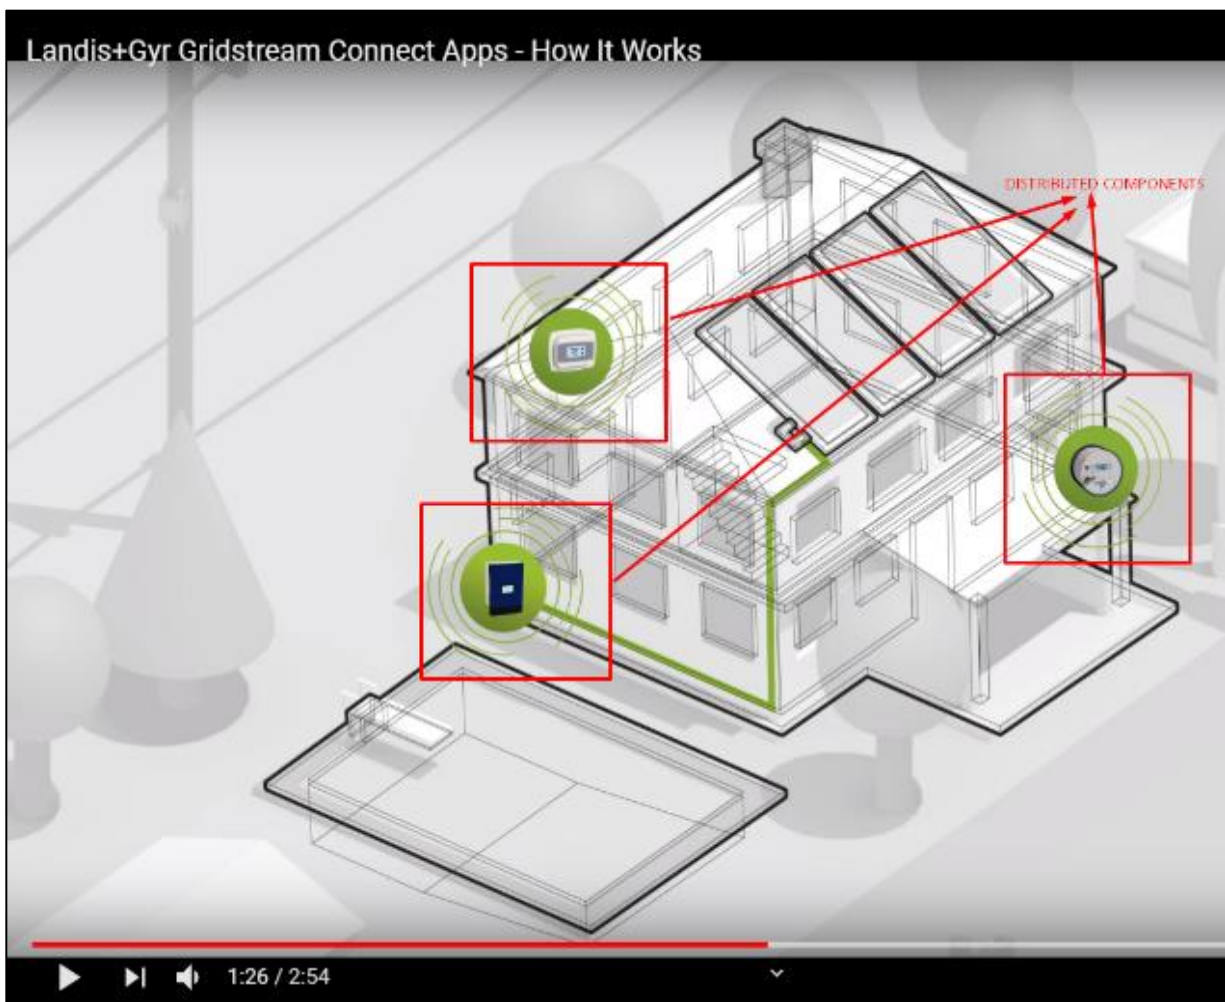 Landis+Gyr Gridstream Connect Apps - How It Works
DISTRIBUTED COMPONENTS
1:26 / 2:54